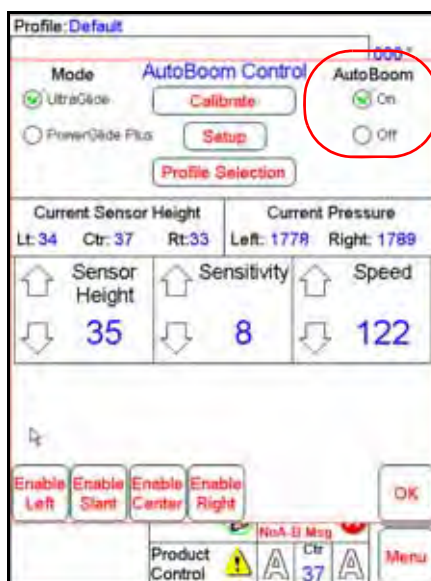 Profile: Default
000°
Mode AutoBoom Control AutoBoom
UltraGlide Calibrate On
PowerGlide Plus Setup Off
Profile Selection
Current Sensor Height Current Pressure
Lt: 34 Ctr: 37 Rt:33 Left: 1778 Right: 1789
Sensor Height Sensitivity Speed
35 8 122
Enable Left Enable Slant Enable Center Enable Right OK
NoA-B Msg
Product Control A Ctr 37 A Menu